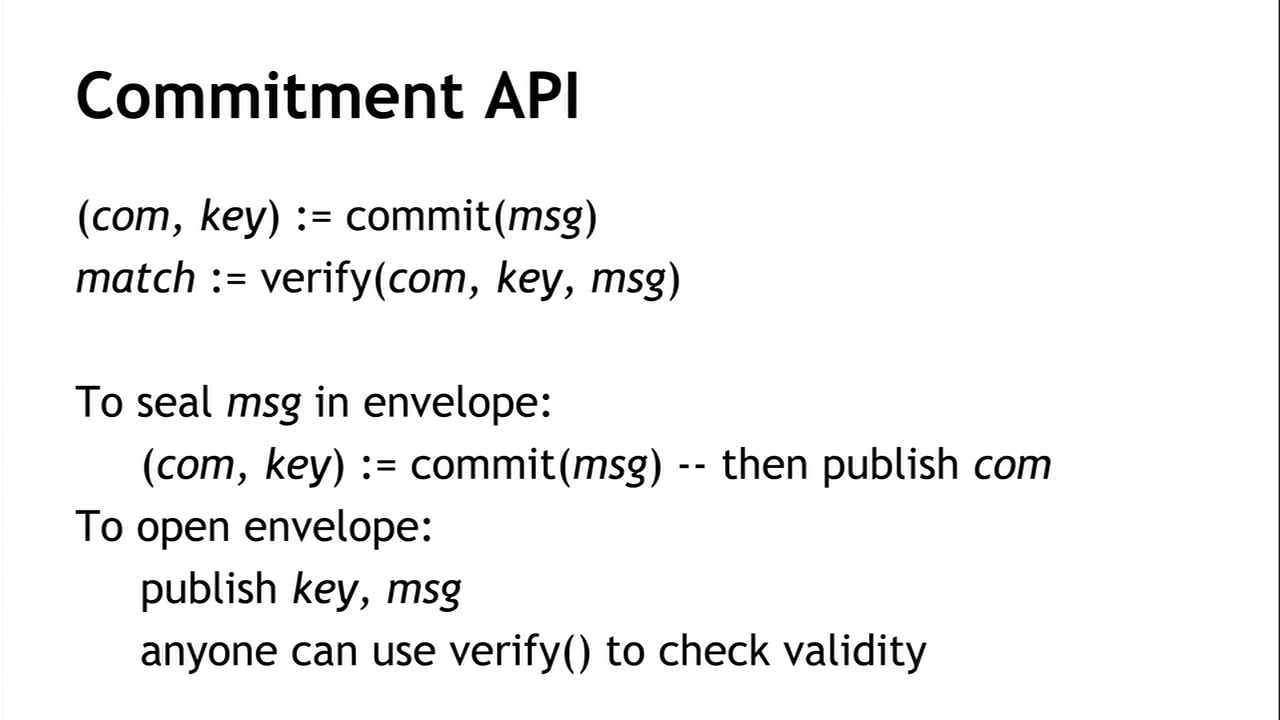 Commitment API
(com, key) := commit(msg)
match := verify(com, key, msg)
To seal msg in envelope:
(com, key) := commit(msg) -- then publish com
To open envelope:
publish key, msg
anyone can use verify() to check validity